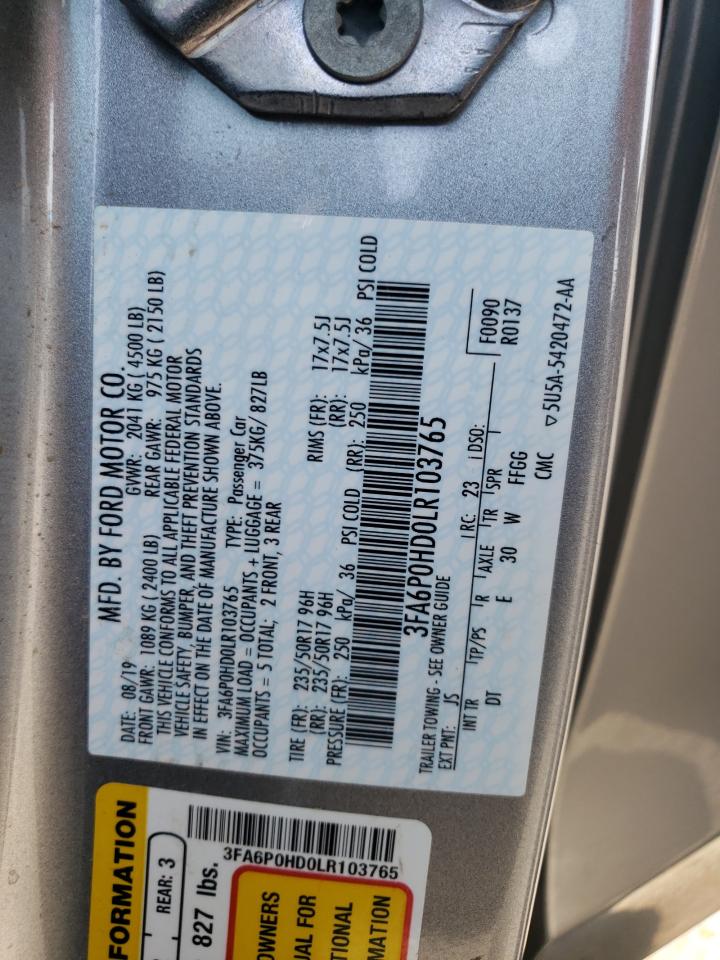 MFD. BY FORD MOTOR CO.
DATE: 08/19 GVWR: 2041 KG ( 4500 LB)
FRONT GAWR: 1089 KG (2400 LB) REAR GAWR: 975 KG ( 2150 LB)
THIS VEHICLE CONFORMS TO ALL APPLICABLE FEDERAL MOTOR
VEHICLE SAFETY, BUMPER, AND THEFT PREVENTION STANDARDS
IN EFFECT ON THE DATE OF MANUFACTURE SHOWN ABOVE.
VIN: 3FA6P0HD0LR103765 TYPE: Passenger Car
MAXIMUM LOAD = OCCUPANTS + LUGGAGE = 375KG/ 827LB
OCCUPANTS = 5 TOTAL; 2 FRONT, 3 REAR
TIRE (FR): 235/50R17 96H RIMS (FR): 17x7.5J
(RR): 235/50R17 96H (RR): 17x7.5J
PRESSURE (FR): 250 kPa/ 36 PSI COLD (RR): 250 kPa/ 36 PSI COLD
3FA6P0HD0LR103765
TRAILER TOWING - SEE OWNER GUIDE
EXT PNT: JS RC: 23 DSO: F0090
INT TR TP/PS R AXLE TR SPR R0137
DT E 30 W FFGG
CMC 5U5A-5420472-AA
FORMATION
REAR: 3
827 lbs.
3FA6P0HD0LR103765
OWNERS
UAL FOR
TIONAL
MATION